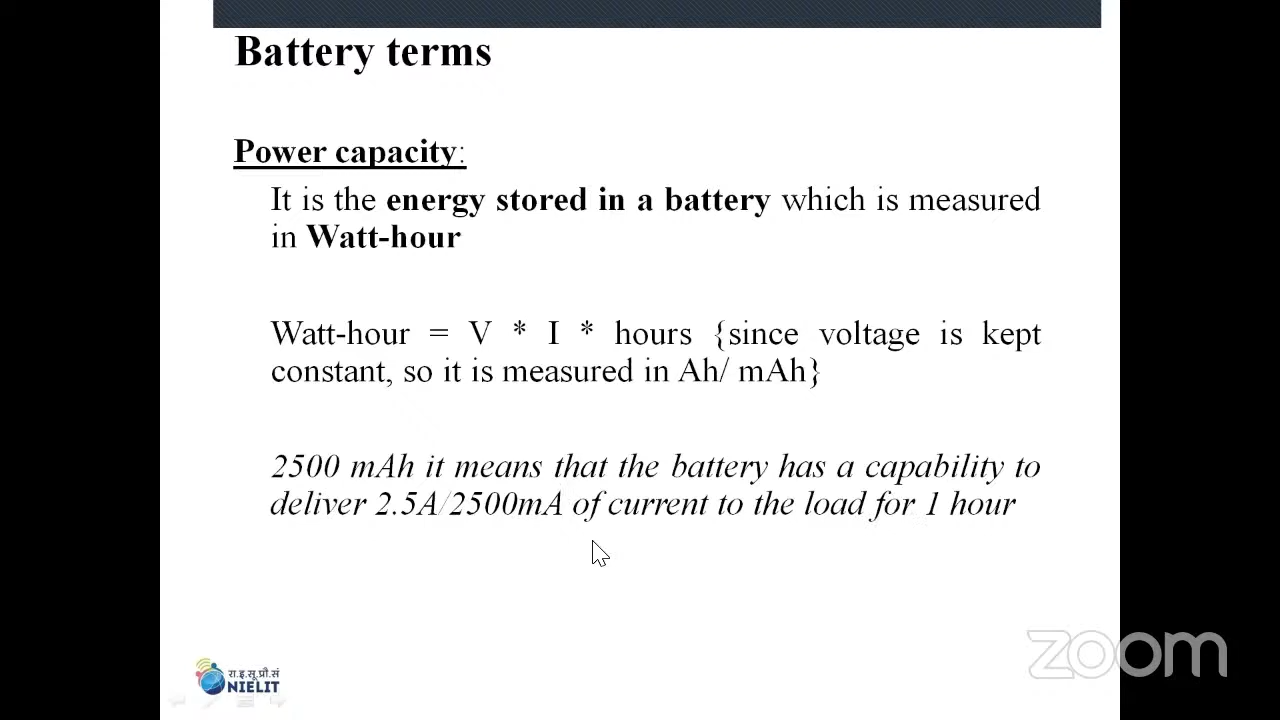 Battery terms
Power capacity:
It is the energy stored in a battery which is measured
in Watt-hour
Watt-hour = V * I * hours {since voltage is kept
constant, so it is measured in Ah/ mAh}
2500 mAh it means that the battery has a capability to
deliver 2.5A/2500mA of current to the load for 1 hour
रा.इ.सू.प्रौ.सं
NIELIT
zoom